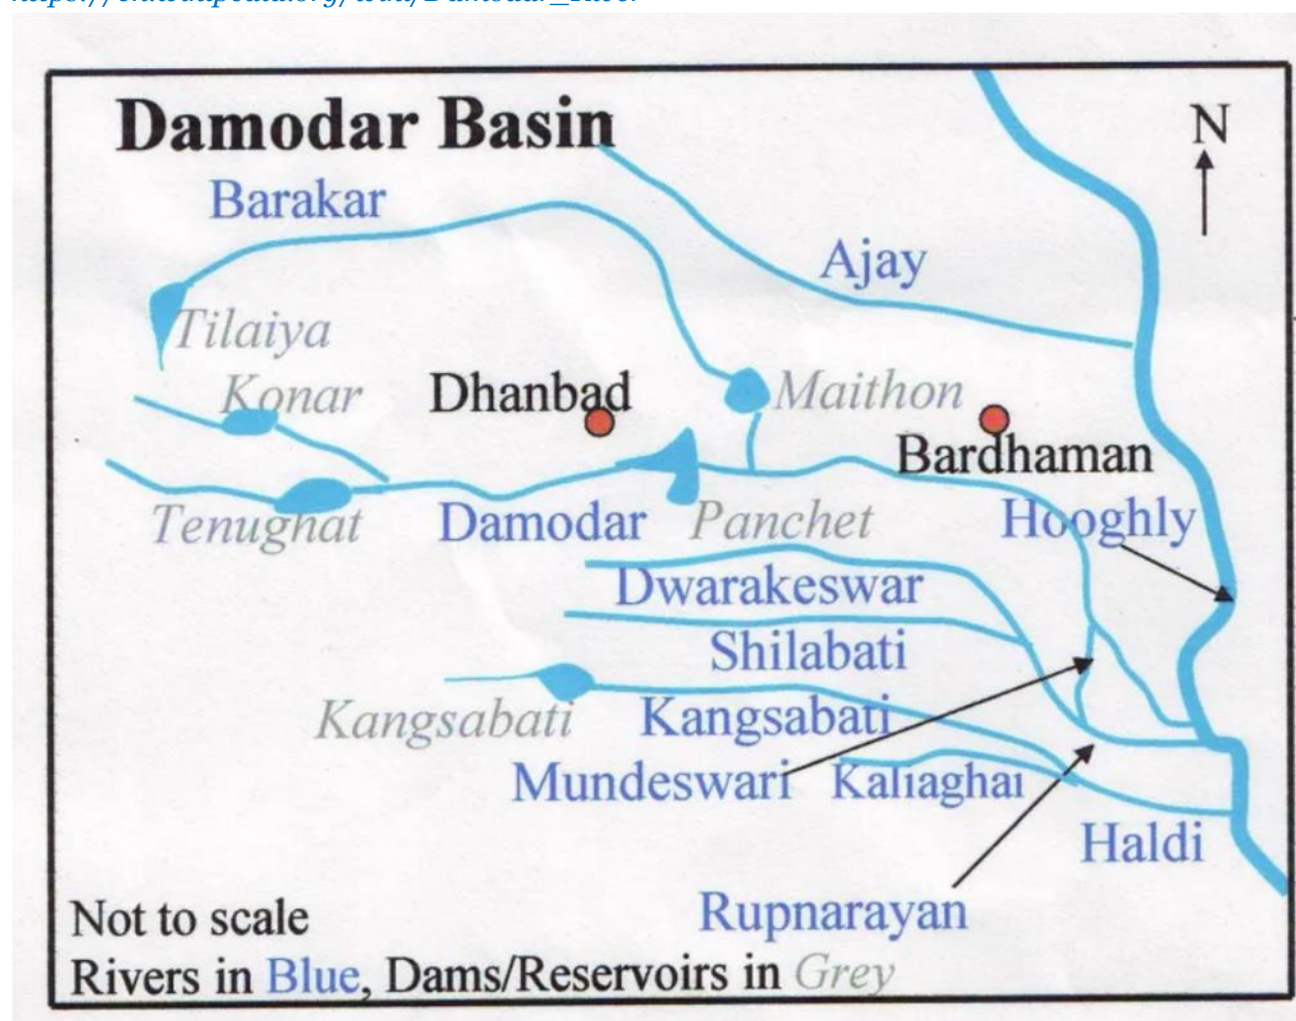 Damodar Basin
N
Barakar
Ajay
Tilaiya
Konar
Dhanbad
Maithon
Bardhaman
Tenughat
Damodar
Panchet
Hooghly
Dwarakeswar
Shilabati
Kangsabati
Kangsabati
Mundeswari
Kaliaghai
Haldi
Rupnarayan
Not to scale
Rivers in Blue, Dams/Reservoirs in Grey